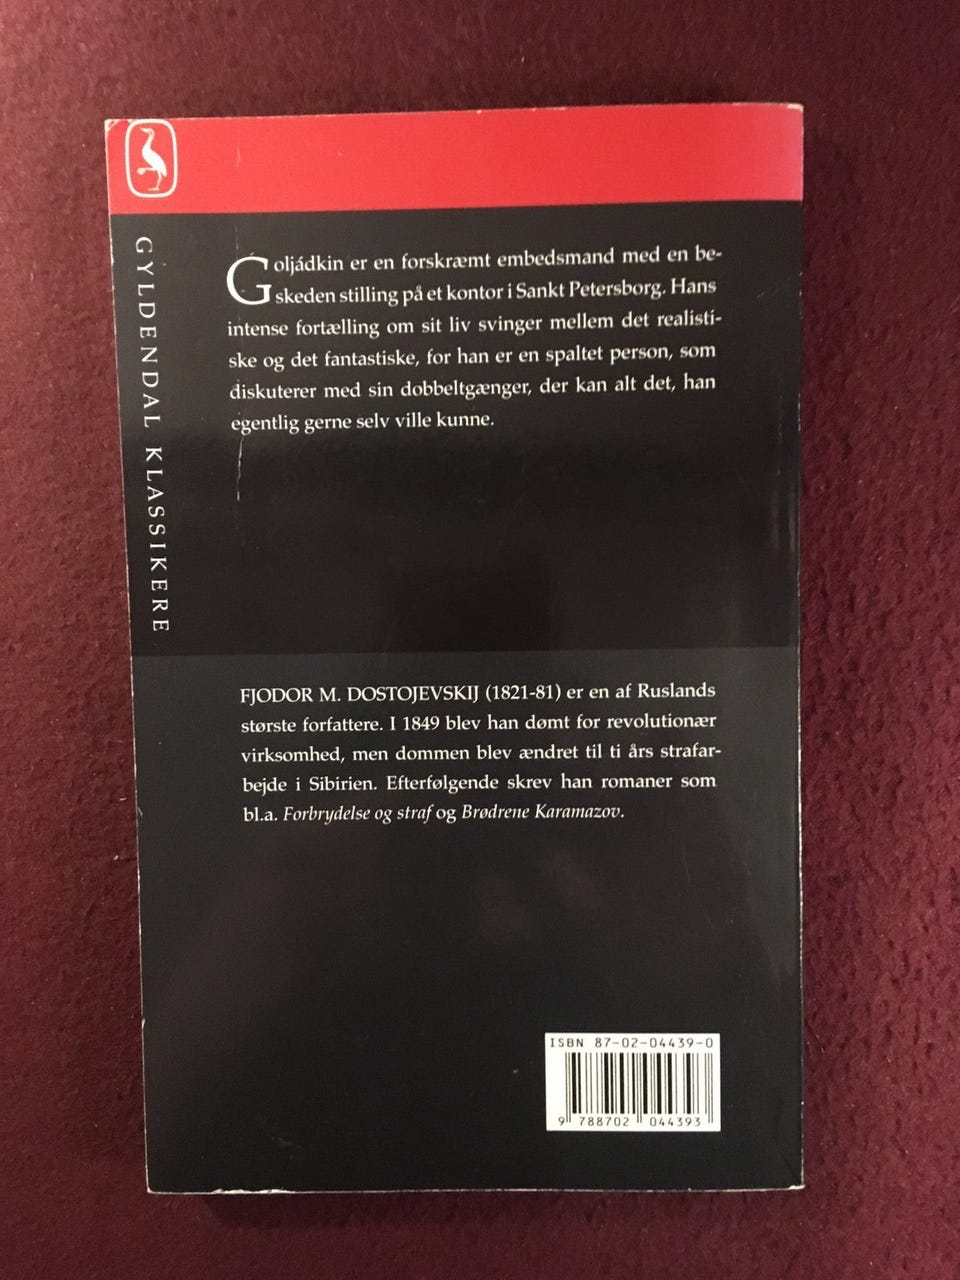 GYLDENDAL KLASSIKERE
Goljádkin er en forskræmt embedsmand med en be-
skeden stilling på et kontor i Sankt Petersborg. Hans
intense fortælling om sit liv svinger mellem det realisti-
ske og det fantastiske, for han er en spaltet person, som
diskuterer med sin dobbeltgænger, der kan alt det, han
egentlig gerne selv ville kunne.
FJODOR M. DOSTOJEVSKIJ (1821-81) er en af Ruslands
største forfattere. I 1849 blev han dømt for revolutionær
virksomhed, men dommen blev ændret til ti års strafar-
bejde i Sibirien. Efterfølgende skrev han romaner som
bl.a. Forbrydelse og straf og Brødrene Karamazov.
ISBN 87-02-04439-0
9 788702 044393